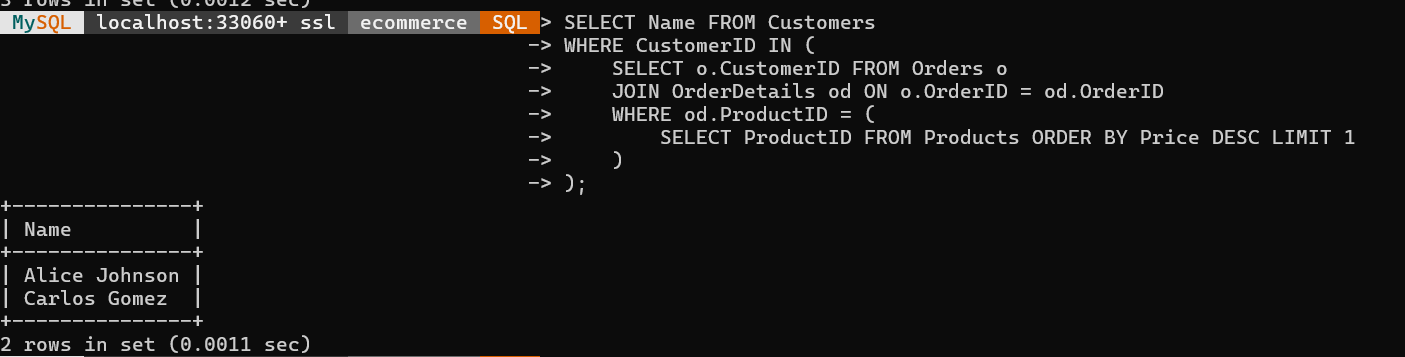 3 rows in set (0.0012 sec)
MySQL localhost:33060+ ssl ecommerce SQL > SELECT Name FROM Customers
-> WHERE CustomerID IN (
->     SELECT o.CustomerID FROM Orders o
->     JOIN OrderDetails od ON o.OrderID = od.OrderID
->     WHERE od.ProductID = (
->         SELECT ProductID FROM Products ORDER BY Price DESC LIMIT 1
->     )
-> );
+---------------+
| Name          |
+---------------+
| Alice Johnson |
| Carlos Gomez  |
+---------------+
2 rows in set (0.0011 sec)